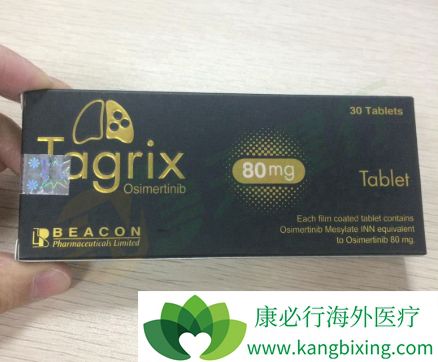 30 Tablets
Tagrix
Osimertinib
80mg
Tablet
Each film coated tablet contains
Osimertinib Mesylate INN equivalent
to Osimertinib 80 mg.
BEACON
Pharmaceuticals Limited
康必行海外医疗
www.kangbixing.com